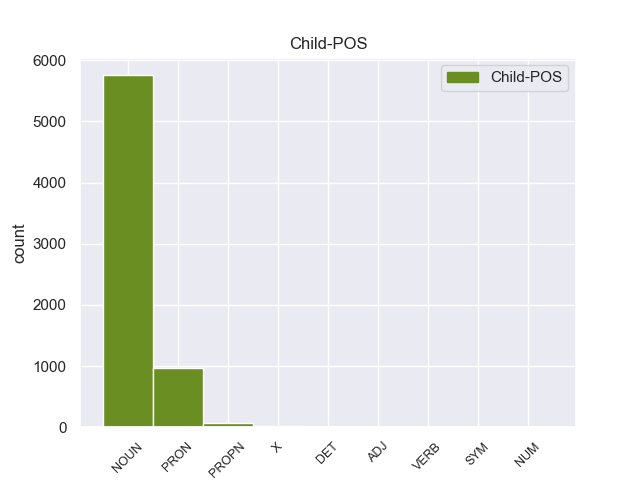 Child-POS
Child-POS
count
6000
5000
4000
3000
2000
1000
0
NOUN
PRON
PROPN
X
DET
ADJ
VERB
SYM
NUM